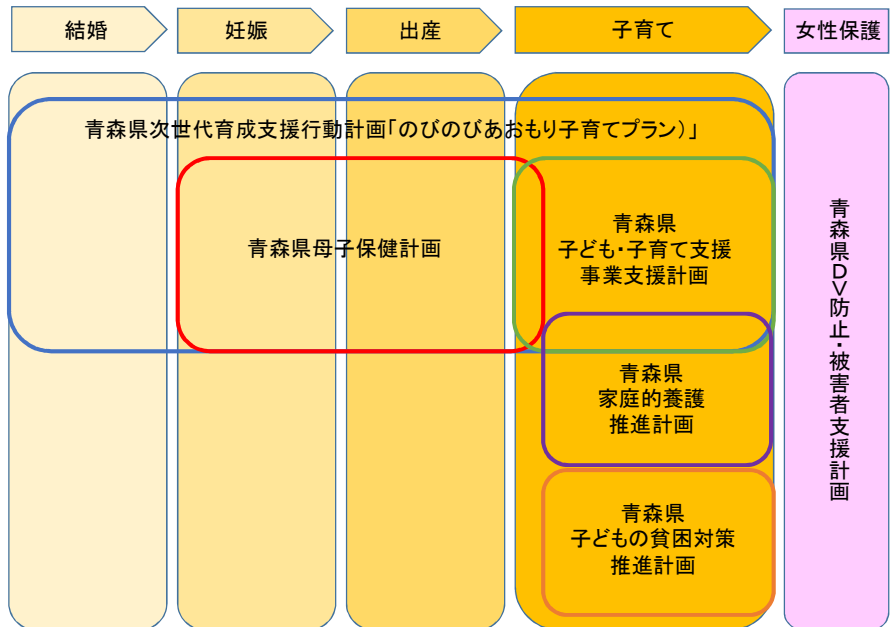 結婚
妊娠
出産
子育て
女性保護
青森県次世代育成支援行動計画「のびのびあおもり子育てプラン）」
青森県母子保健計画
青森県
子ども・子育て支援
事業支援計画
青森県
家庭的養護
推進計画
青森県
子どもの貧困対策
推進計画
青森県ＤＶ防止・被害者支援計画